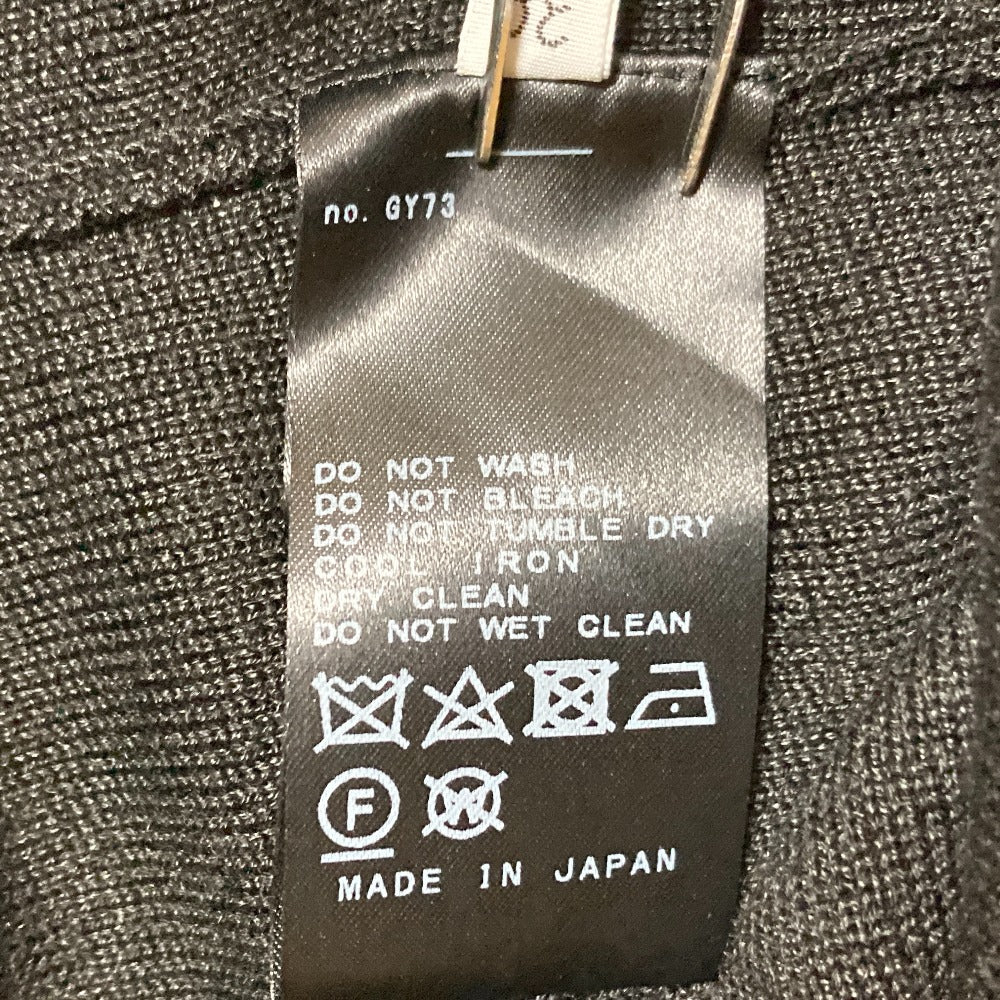 no. GY73
DO NOT WASH
DO NOT BLEACH
DO NOT TUMBLE DRY
COOL IRON
DRY CLEAN
DO NOT WET CLEAN
F
W
MADE IN JAPAN